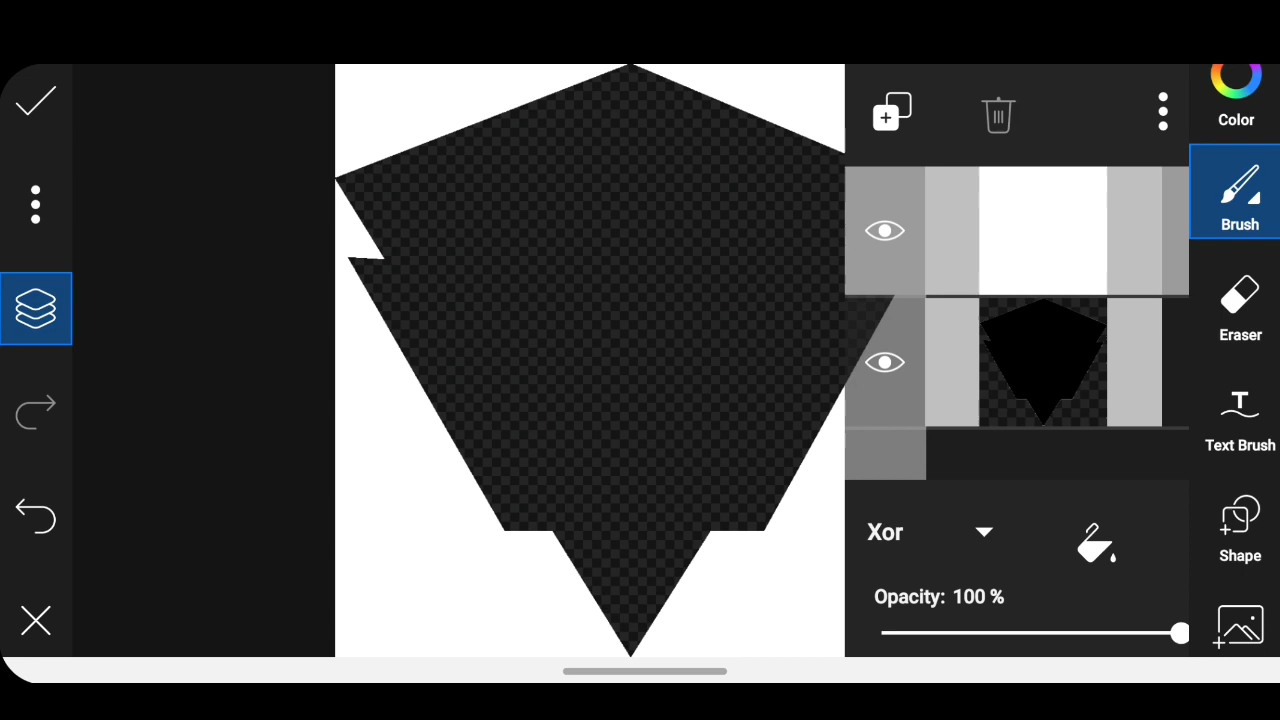 Color
Brush
Eraser
Text Brush
Shape
Xor
Opacity: 100 %